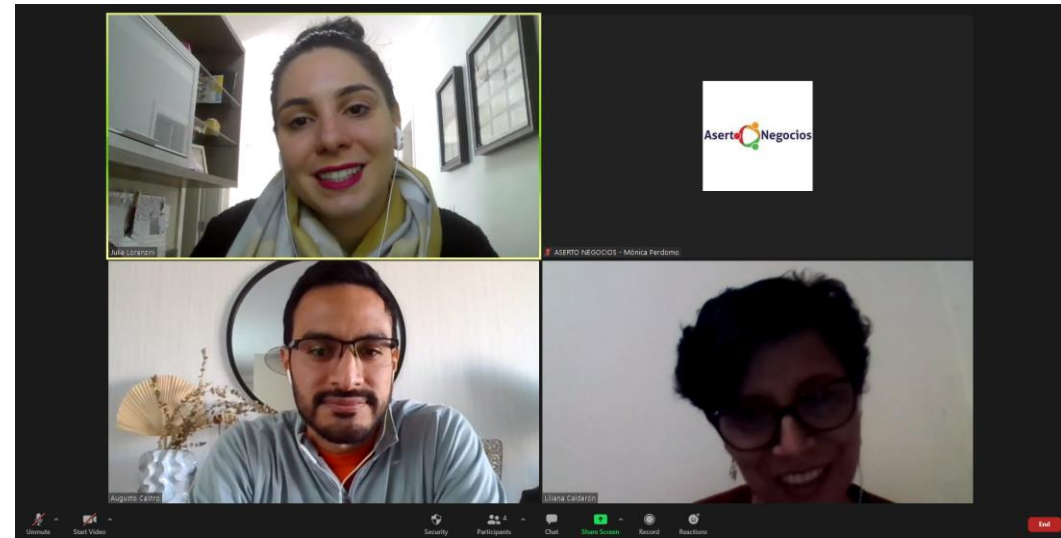 Julia Lorenzini
Aserto Negocios
ASERTO NEGOCIOS - Mónica Perdomo
Augusto Castro
Liliana Calderón
Unmute
Start Video
Security
Participants
4
Chat
Share Screen
Record
Reactions
End